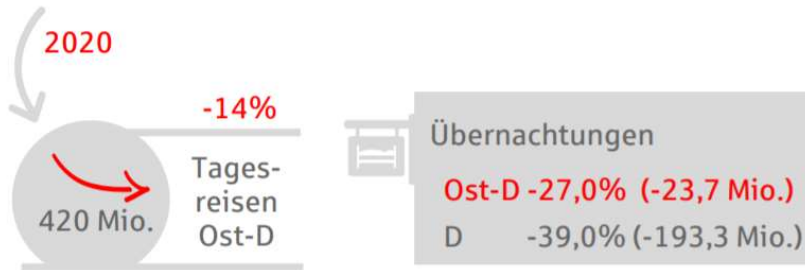 2020
-14%
Tages-
reisen
Ost-D
420 Mio.
Übernachtungen
Ost-D -27,0% (-23,7 Mio.)
D -39,0% (-193,3 Mio.)